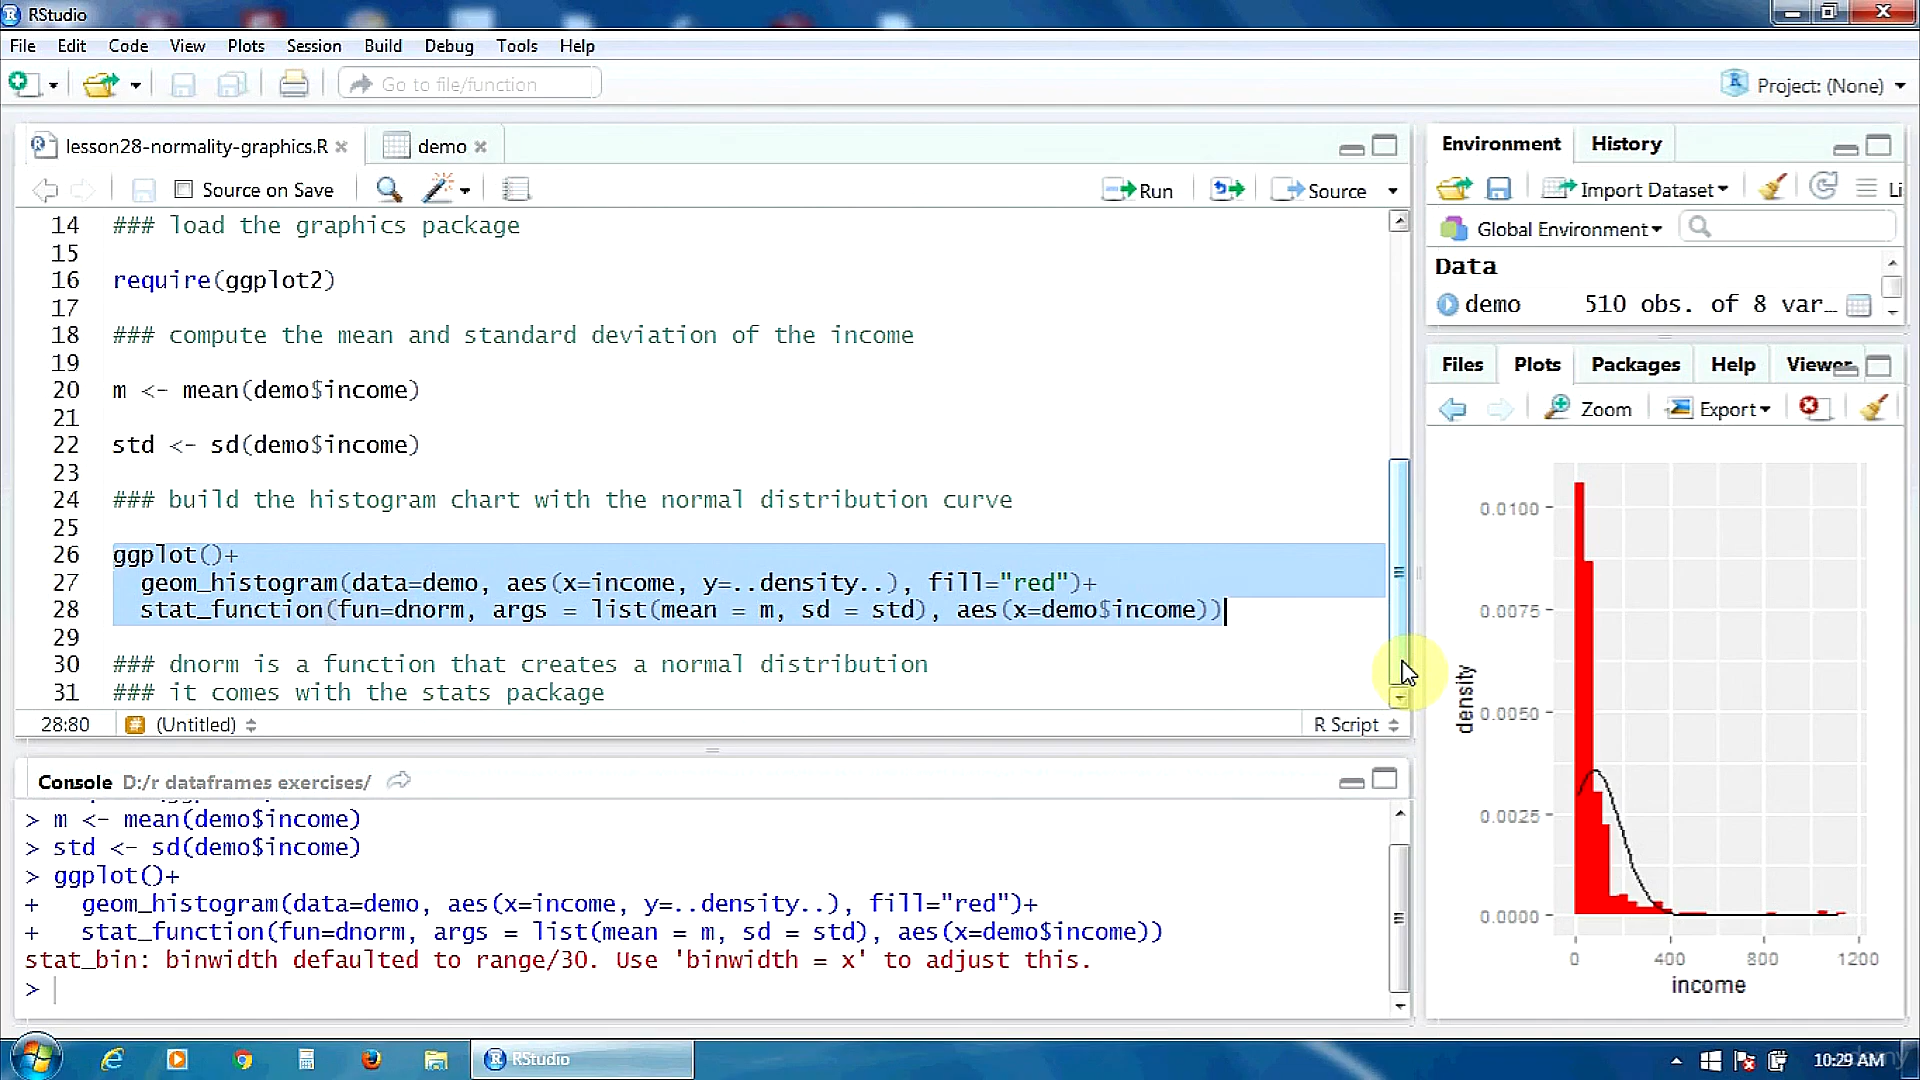 RStudio
File Edit Code View Plots Session Build Debug Tools Help
Go to file/function
Project: (None)
lesson28-normality-graphics.R
demo
Source on Save
Run
Source
14 ### load the graphics package
15
16 require(ggplot2)
17
18 ### compute the mean and standard deviation of the income
19
20 m <- mean(demo$income)
21
22 std <- sd(demo$income)
23
24 ### build the histogram chart with the normal distribution curve
25
26 ggplot()+
27 geom_histogram(data=demo, aes(x=income, y=..density..), fill="red")+
28 stat_function(fun=dnorm, args = list(mean = m, sd = std), aes(x=demo$income))
29
30 ### dnorm is a function that creates a normal distribution
31 ### it comes with the stats package
28:80 (Untitled) R Script
Console D:/r dataframes exercises/
> m <- mean(demo$income)
> std <- sd(demo$income)
> ggplot()+
+ geom_histogram(data=demo, aes(x=income, y=..density..), fill="red")+
+ stat_function(fun=dnorm, args = list(mean = m, sd = std), aes(x=demo$income))
stat_bin: binwidth defaulted to range/30. Use 'binwidth = x' to adjust this.
>
Environment History
Import Dataset Li
Global Environment
Data
demo 510 obs. of 8 var…
Files Plots Packages Help Viewer
Zoom Export
0.0100
0.0075
0.0050
0.0025
0.0000
density
0 400 800 1200
income
RStudio
10:29 AM